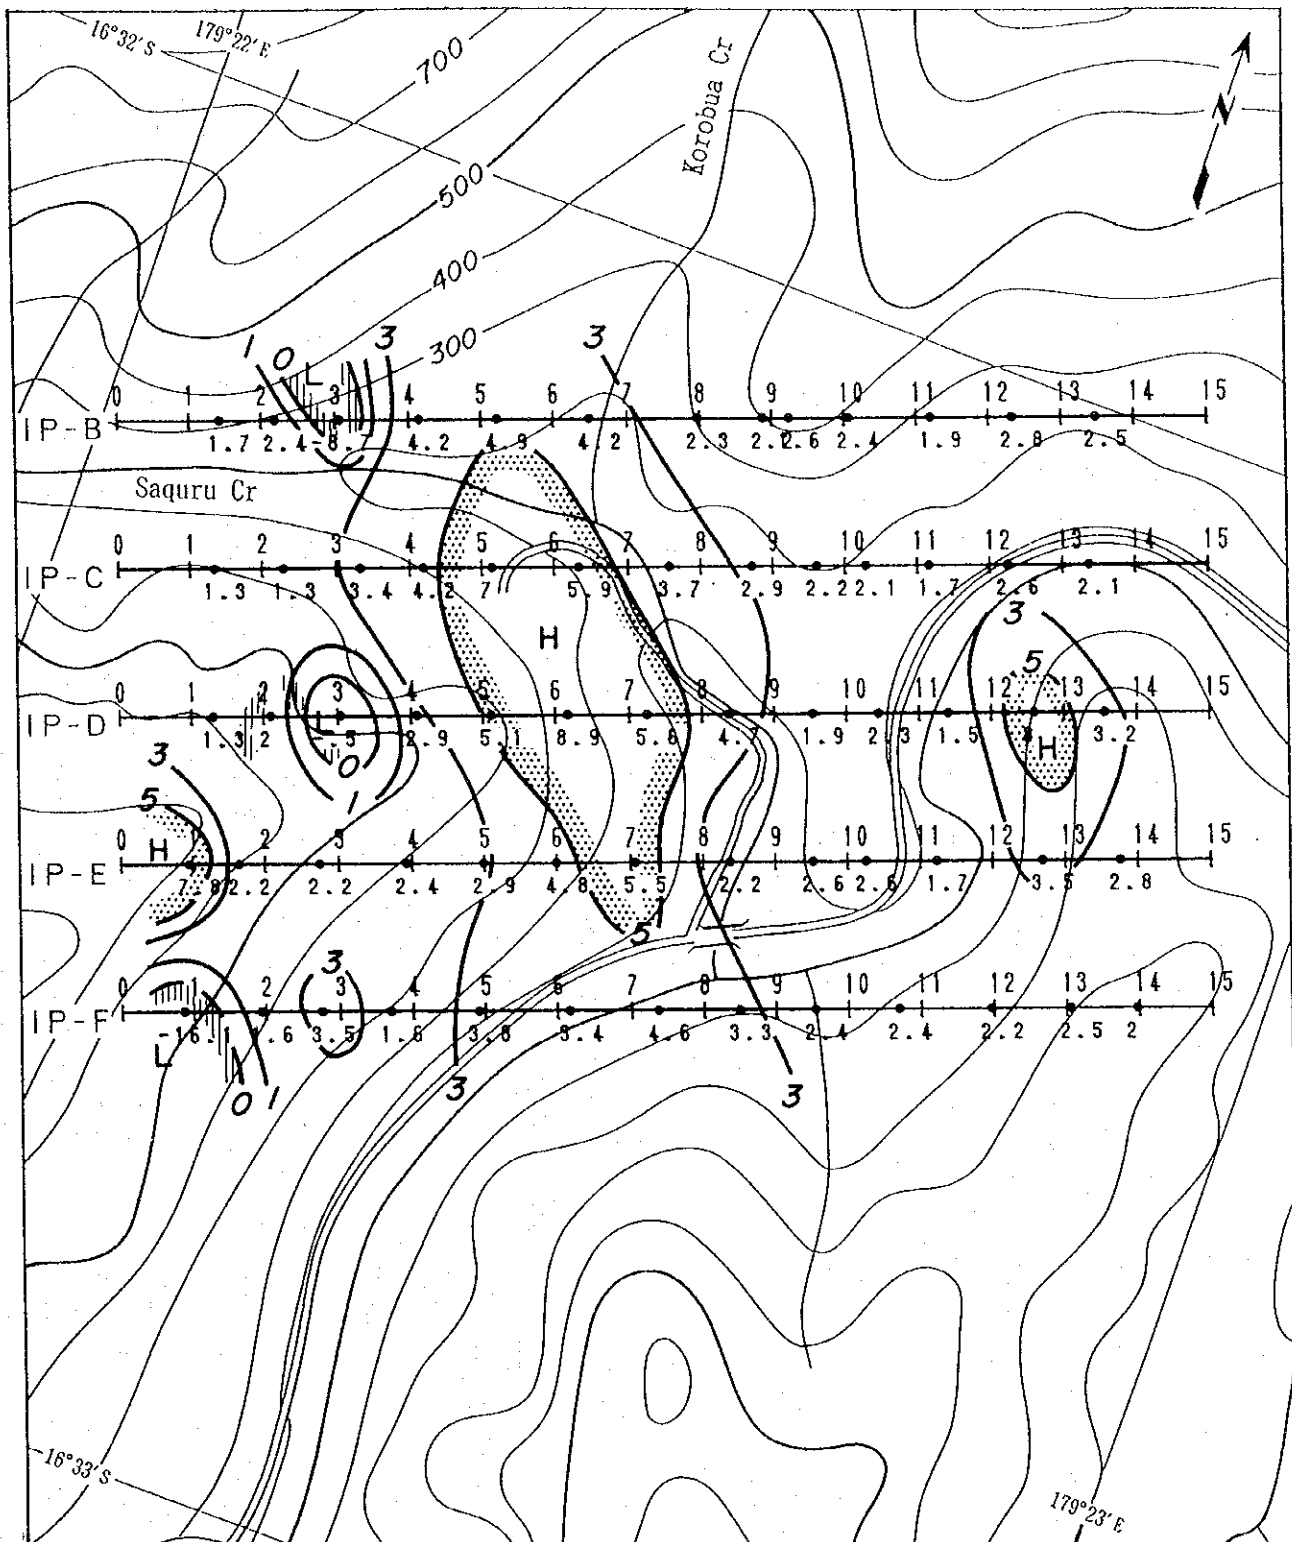 16°32'S
179°22'E
700
Korobua Cr
N
500
400
300
1 0 L 3 3
0 1 2 3 4 5 6 7 8 9 10 11 12 13 14 15
IP-B
1.7 2.4 4.2 4.9 4.2 2.3 2.6 2.4 1.9 2.8 2.5
Saquru Cr
0 1 2 3 4 5 6 7 8 9 10 11 12 13 14 15
IP-C
1.3 1.3 3.4 4.2 7 5.9 3.7 2.9 2.2 2.1 1.7 2.6 2.1
3
H
5
0 1 2 3 4 5 6 7 8 9 10 11 12 13 14 15
IP-D
1.3 2 L 2.9 5.1 8.9 5.6 4.7 1.9 2.3 1.5 H 3.2
3 0
5 1
0 1 2 3 4 5 6 7 8 9 10 11 12 13 14 15
H
IP-E
7.8 2.2 2.2 2.4 2.9 4.8 5.5 2.2 2.6 2.6 1.7 3.5 2.8
5
3
0 1 2 3 4 5 6 7 8 9 10 11 12 13 14 15
IP-F
-16.1 1.6 3.5 1.6 3.8 3.4 4.6 3.3 2.4 2.4 2.2 2.5 2
L
0 1 3 3
16°33'S
179°23'E